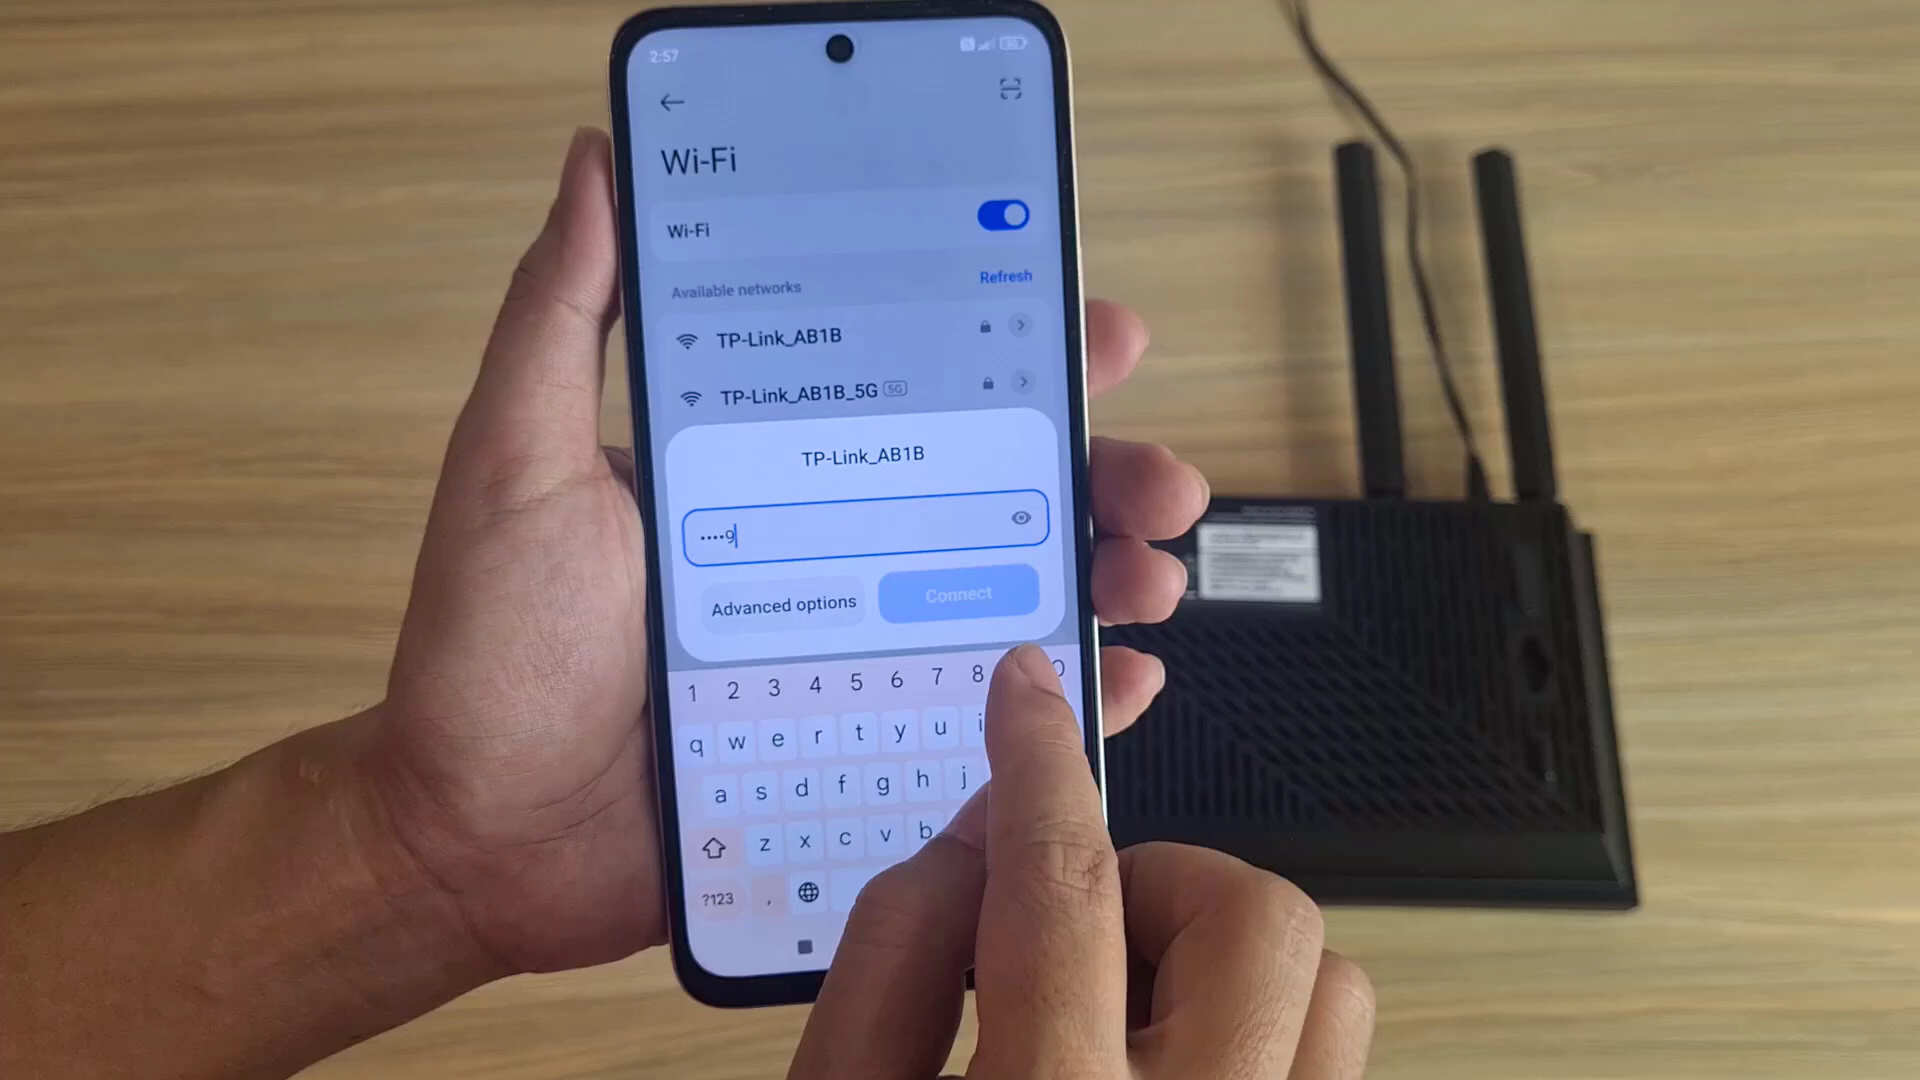 2:57
Wi-Fi
Wi-Fi
Available networks Refresh
TP-Link_AB1B
TP-Link_AB1B_5G 5G
TP-Link_AB1B
••••9
Advanced options Connect
1 2 3 4 5 6 7 8
q w e r t y u i
a s d f g h j
z x c v b
?123 ,